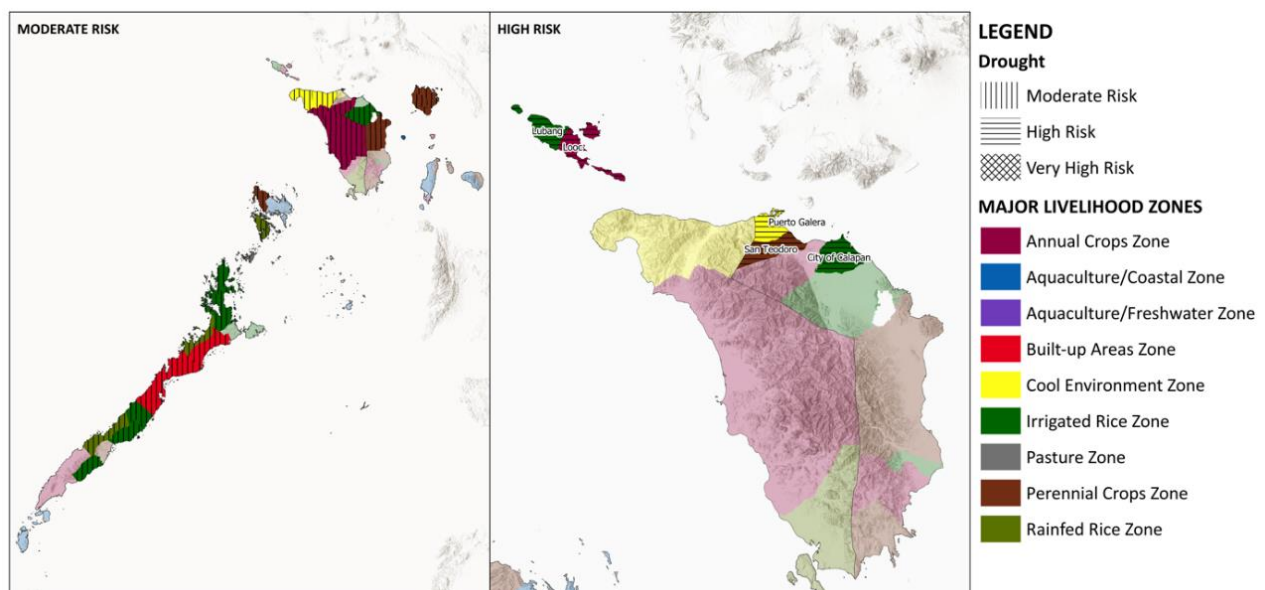 MODERATE RISK
HIGH RISK
Lubang
Looc
Puerto Galera
San Teodoro
City of Calapan
LEGEND
Drought
Moderate Risk
High Risk
Very High Risk
MAJOR LIVELIHOOD ZONES
Annual Crops Zone
Aquaculture/Coastal Zone
Aquaculture/Freshwater Zone
Built-up Areas Zone
Cool Environment Zone
Irrigated Rice Zone
Pasture Zone
Perennial Crops Zone
Rainfed Rice Zone